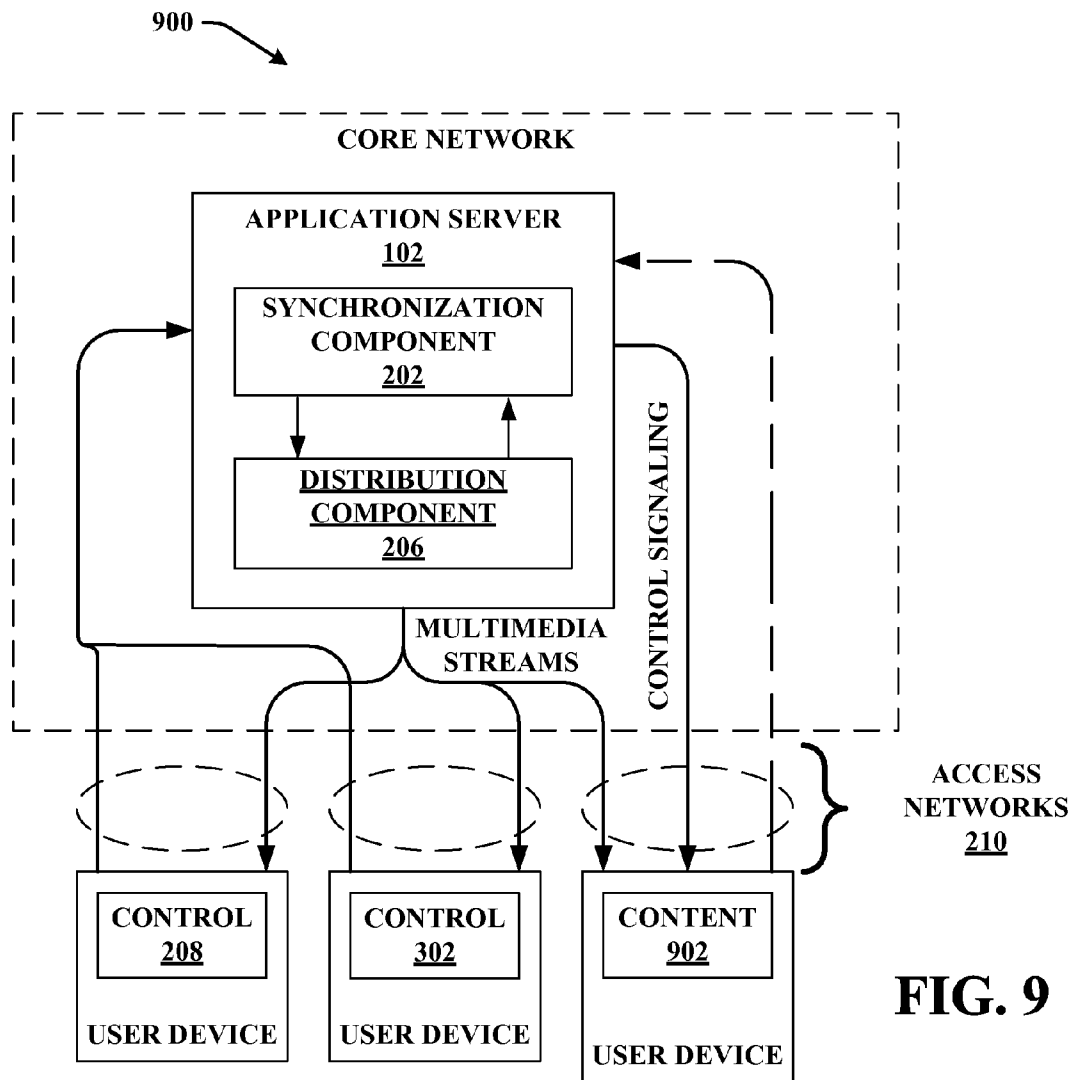 900
CORE NETWORK
APPLICATION SERVER
102
SYNCHRONIZATION
COMPONENT
202
DISTRIBUTION
COMPONENT
206
CONTROL SIGNALING
MULTIMEDIA
STREAMS
ACCESS
NETWORKS
210
CONTROL
208
USER DEVICE
CONTROL
302
USER DEVICE
CONTENT
902
USER DEVICE
FIG. 9